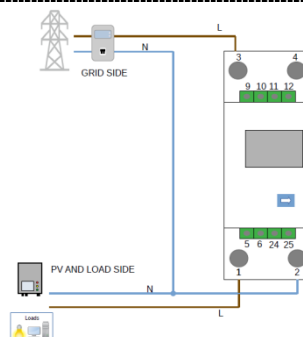 L
N
GRID SIDE
3 4
9 10 11 12
5 6 24 25
PV AND LOAD SIDE
1 2
N
L
Loads